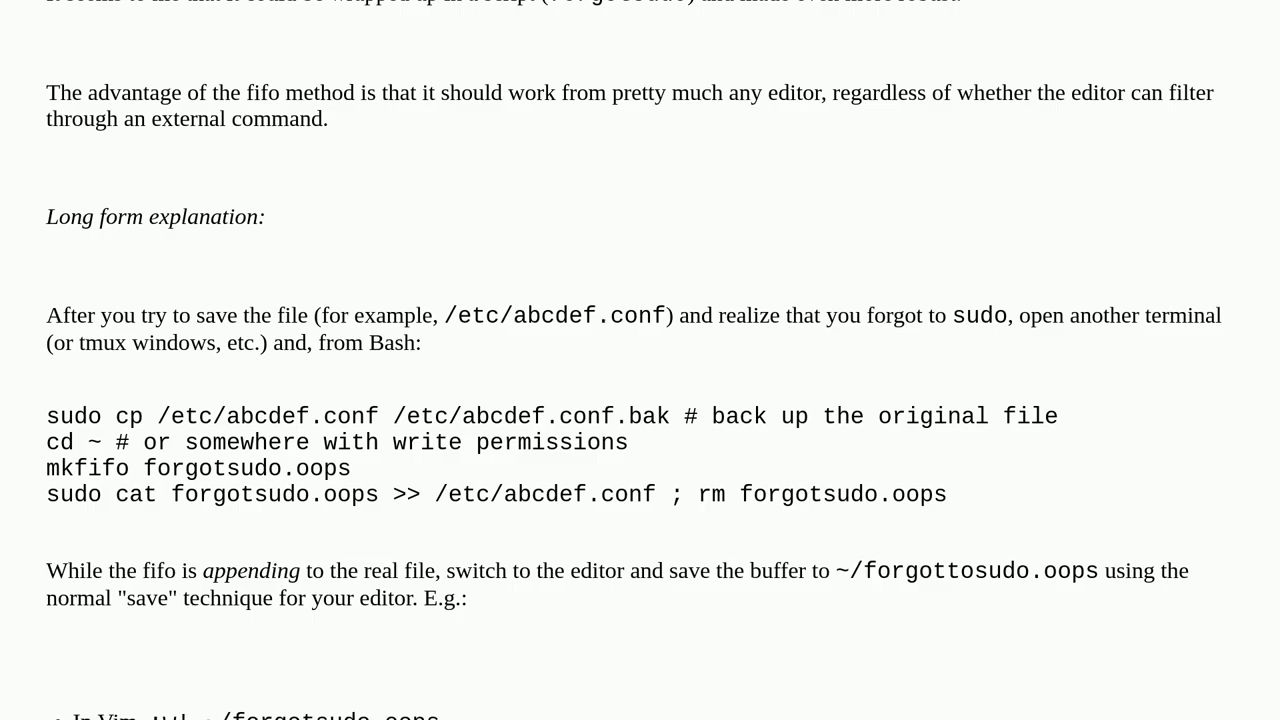 The advantage of the fifo method is that it should work from pretty much any editor, regardless of whether the editor can filter
through an external command.
Long form explanation:
After you try to save the file (for example, /etc/abcdef.conf) and realize that you forgot to sudo, open another terminal
(or tmux windows, etc.) and, from Bash:
sudo cp /etc/abcdef.conf /etc/abcdef.conf.bak # back up the original file
cd ~ # or somewhere with write permissions
mkfifo forgotsudo.oops
sudo cat forgotsudo.oops >> /etc/abcdef.conf ; rm forgotsudo.oops
While the fifo is appending to the real file, switch to the editor and save the buffer to ~/forgottosudo.oops using the
normal "save" technique for your editor. E.g.: